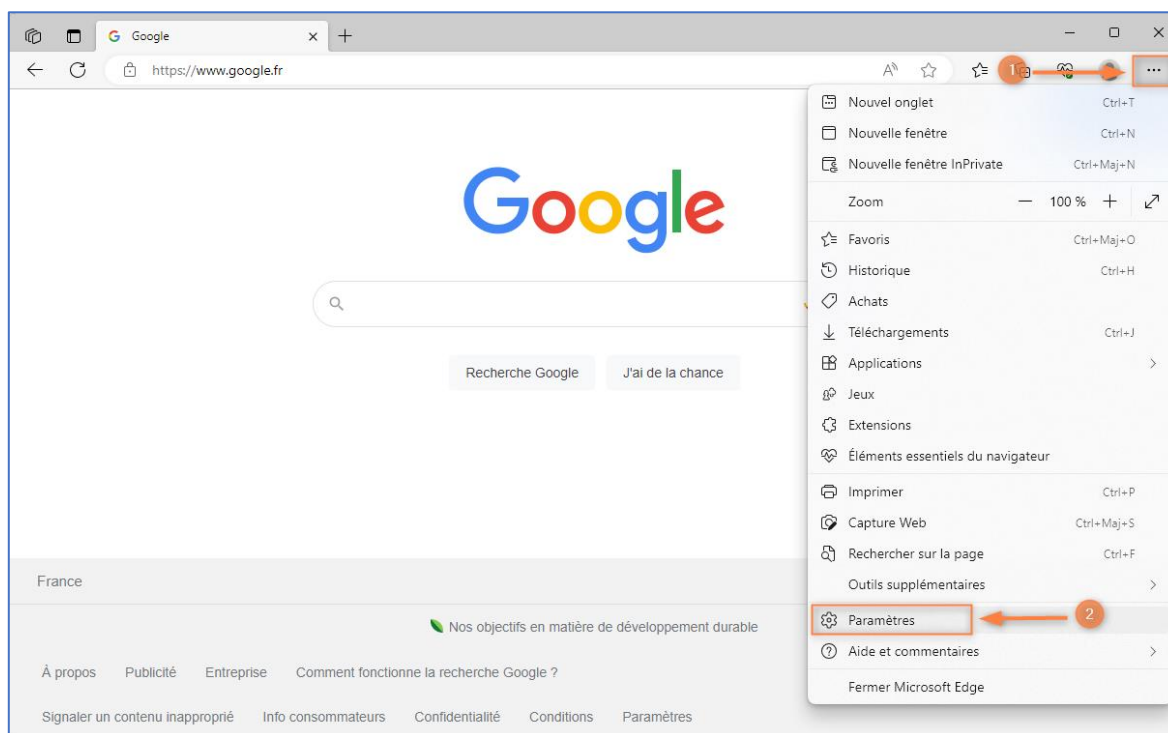 Google
https://www.google.fr
1
Nouvel onglet Ctrl+T
Nouvelle fenêtre Ctrl+N
Nouvelle fenêtre InPrivate Ctrl+Maj+N
Zoom 100 %
Favoris Ctrl+Maj+O
Historique Ctrl+H
Achats
Téléchargements Ctrl+J
Applications
Jeux
Extensions
Éléments essentiels du navigateur
Imprimer Ctrl+P
Capture Web Ctrl+Maj+S
Rechercher sur la page Ctrl+F
Outils supplémentaires
Paramètres 2
Aide et commentaires
Fermer Microsoft Edge
Google
Recherche Google J'ai de la chance
France
Nos objectifs en matière de développement durable
À propos Publicité Entreprise Comment fonctionne la recherche Google ?
Signaler un contenu inapproprié Info consommateurs Confidentialité Conditions Paramètres